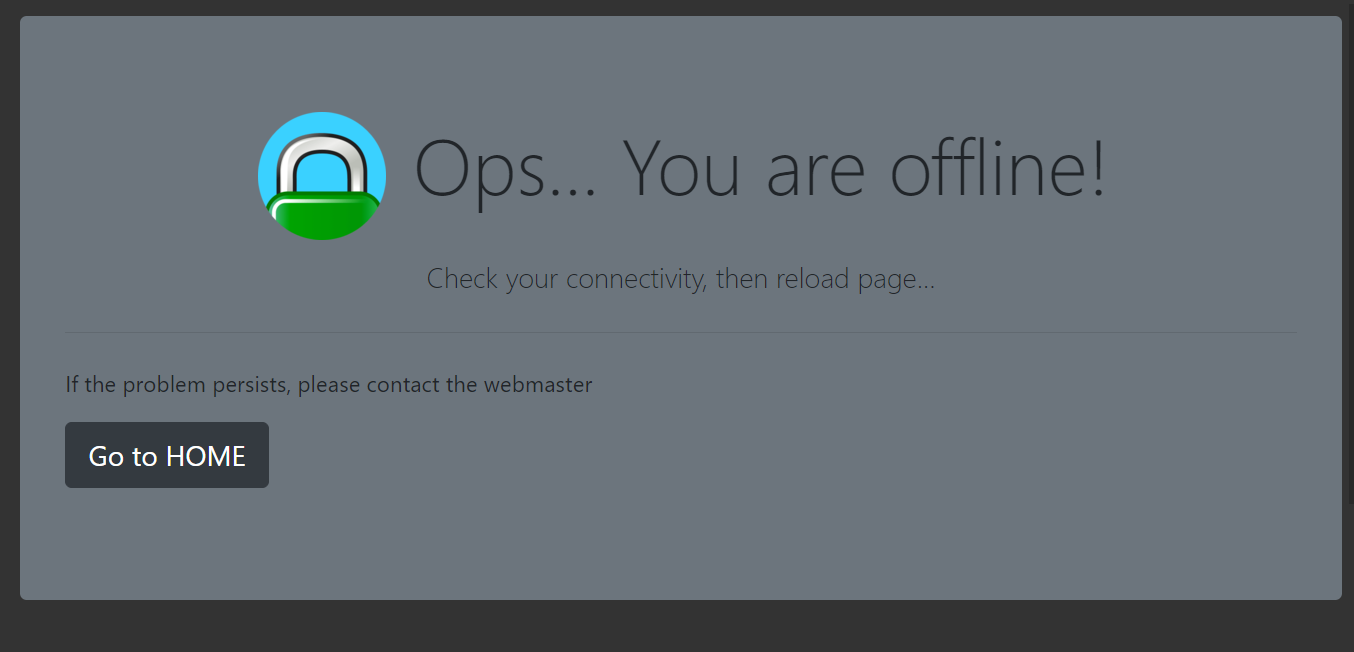 Ops... You are offline!
Check your connectivity, then reload page...
If the problem persists, please contact the webmaster
Go to HOME